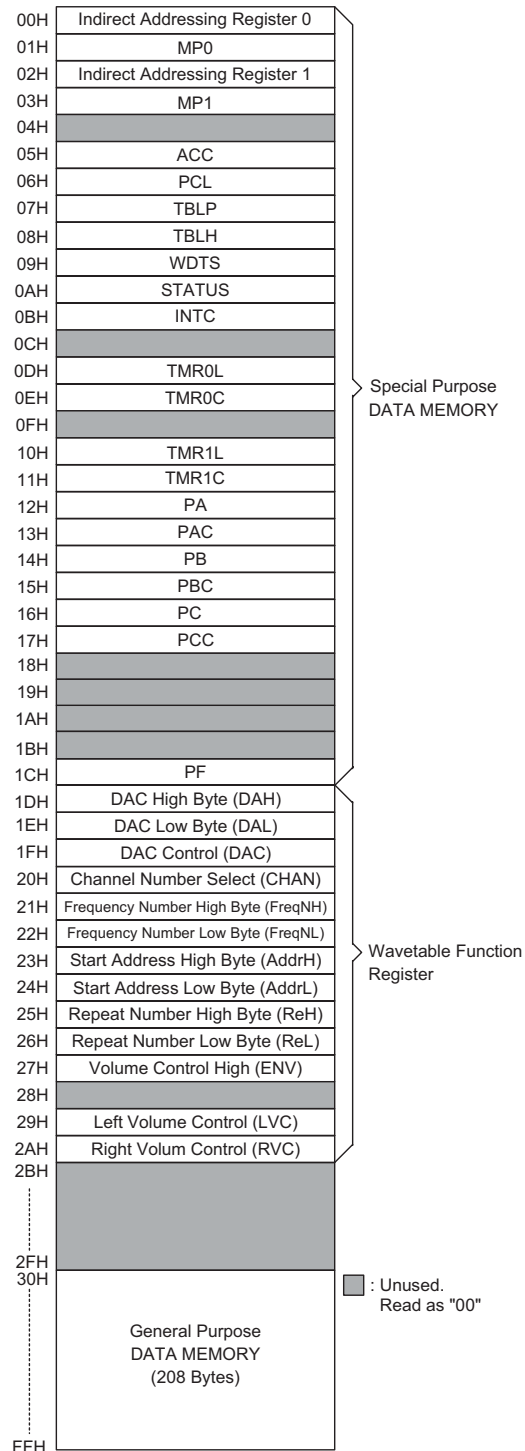 00H Indirect Addressing Register 0
01H MP0
02H Indirect Addressing Register 1
03H MP1
04H
05H ACC
06H PCL
07H TBLP
08H TBLH
09H WDTS
0AH STATUS
0BH INTC
0CH
0DH TMR0L
0EH TMR0C
0FH
10H TMR1L
11H TMR1C
12H PA
13H PAC
14H PB
15H PBC
16H PC
17H PCC
18H
19H
1AH
1BH
1CH PF
Special Purpose
DATA MEMORY
1DH DAC High Byte (DAH)
1EH DAC Low Byte (DAL)
1FH DAC Control (DAC)
20H Channel Number Select (CHAN)
21H Frequency Number High Byte (FreqNH)
22H Frequency Number Low Byte (FreqNL)
23H Start Address High Byte (AddrH)
24H Start Address Low Byte (AddrL)
25H Repeat Number High Byte (ReH)
26H Repeat Number Low Byte (ReL)
27H Volume Control High (ENV)
28H
29H Left Volume Control (LVC)
2AH Right Volum Control (RVC)
Wavetable Function
Register
2BH
2FH
30H
: Unused.
Read as "00"
General Purpose
DATA MEMORY
(208 Bytes)
FFH